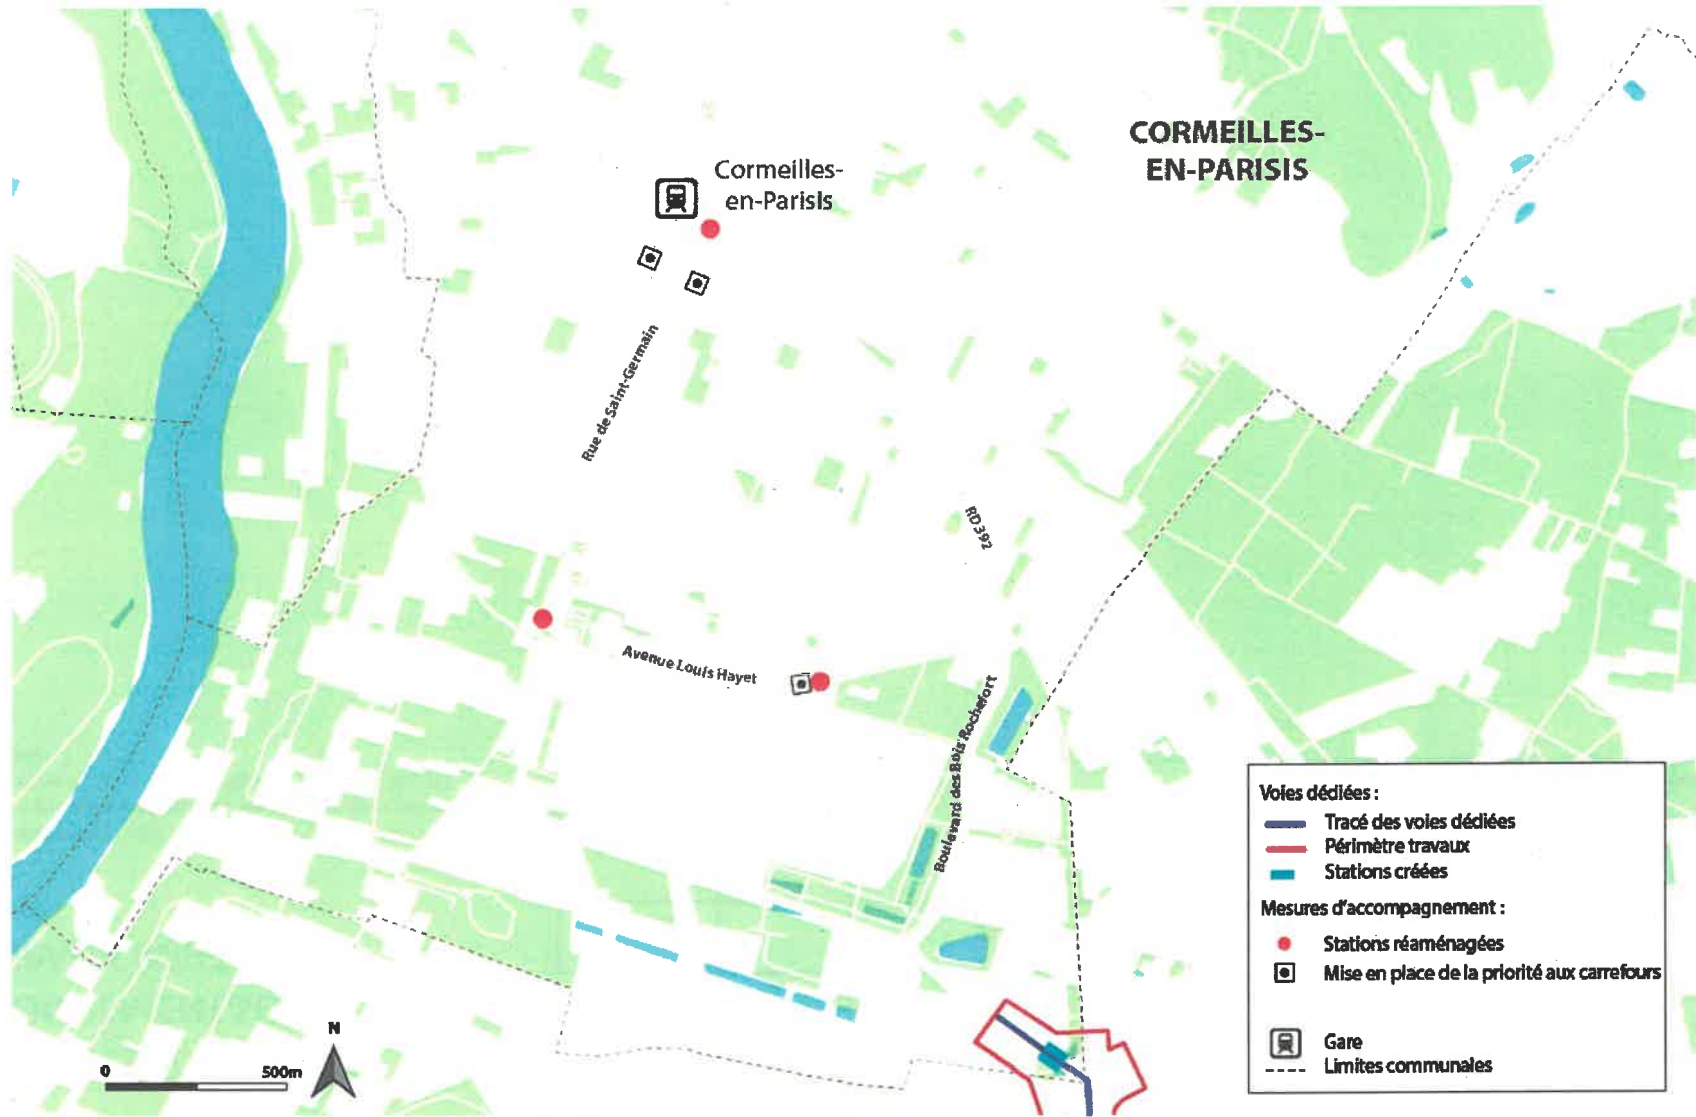 CORMEILLES-
EN-PARISIS
Cormeilles-
en-Parisis
Rue de Saint-Germain
RD 392
Avenue Louis Hayet
Boulevard des Bois Rochefort
Voies dédiées :
Tracé des voies dédiées
Périmètre travaux
Stations créées
Mesures d'accompagnement :
Stations réaménagées
Mise en place de la priorité aux carrefours
Gare
Limites communales
N
0 500m